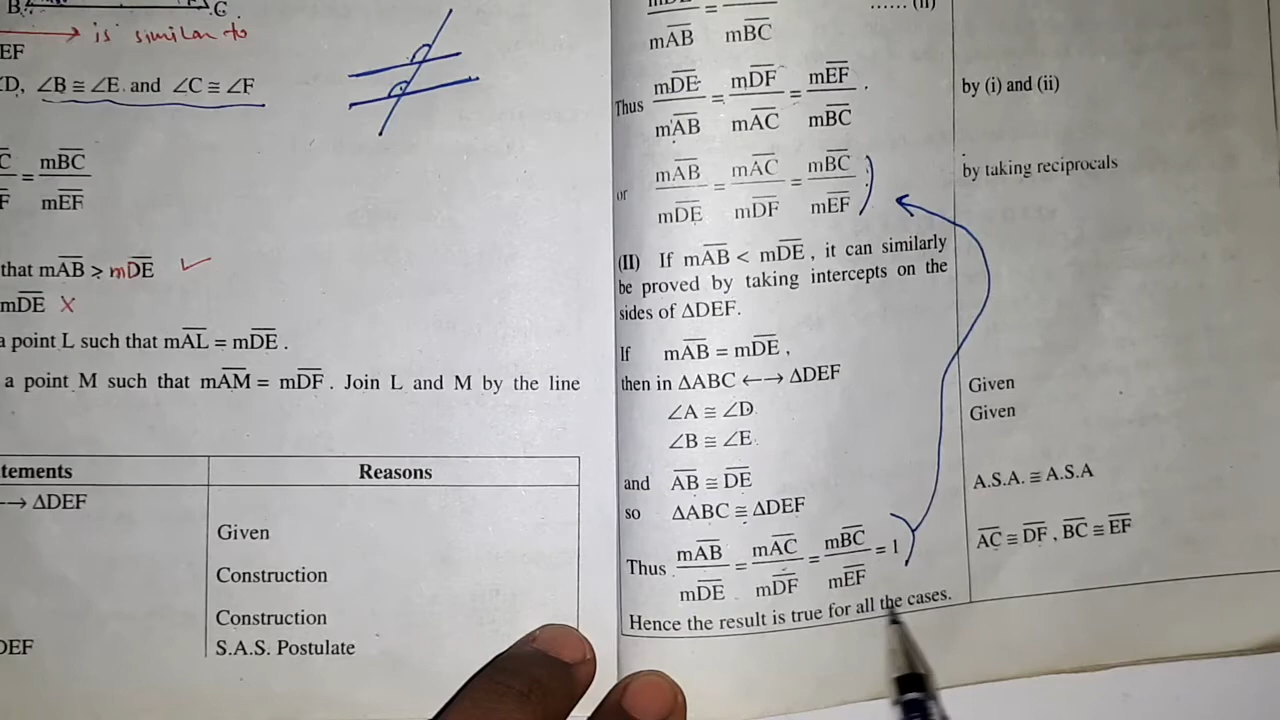 B C
is similar to
EF
∠D, ∠B ≅ ∠E. and ∠C ≅ ∠F
= mBC / mEF
that mAB > mDE ✓
mDE X
a point L such that mAL = mDE.
a point M such that mAM = mDF. Join L and M by the line
tements Reasons
→ ΔDEF
Given
Construction
Construction
DEF S.A.S. Postulate
mAB = mBC ...... (ii)
Thus mDE / mAB = mDF / mAC = mEF / mBC. by (i) and (ii)
or mAB / mDE = mAC / mDF = mBC / mEF by taking reciprocals
(II) If mAB < mDE, it can similarly
be proved by taking intercepts on the
sides of ΔDEF.
If mAB = mDE,
then in ΔABC ←→ ΔDEF
∠A ≅ ∠D Given
∠B ≅ ∠E Given
and AB ≅ DE
so ΔABC ≅ ΔDEF A.S.A. ≅ A.S.A
Thus mAB / mDE = mAC / mDF = mBC / mEF = 1 AC ≅ DF, BC ≅ EF
Hence the result is true for all the cases.